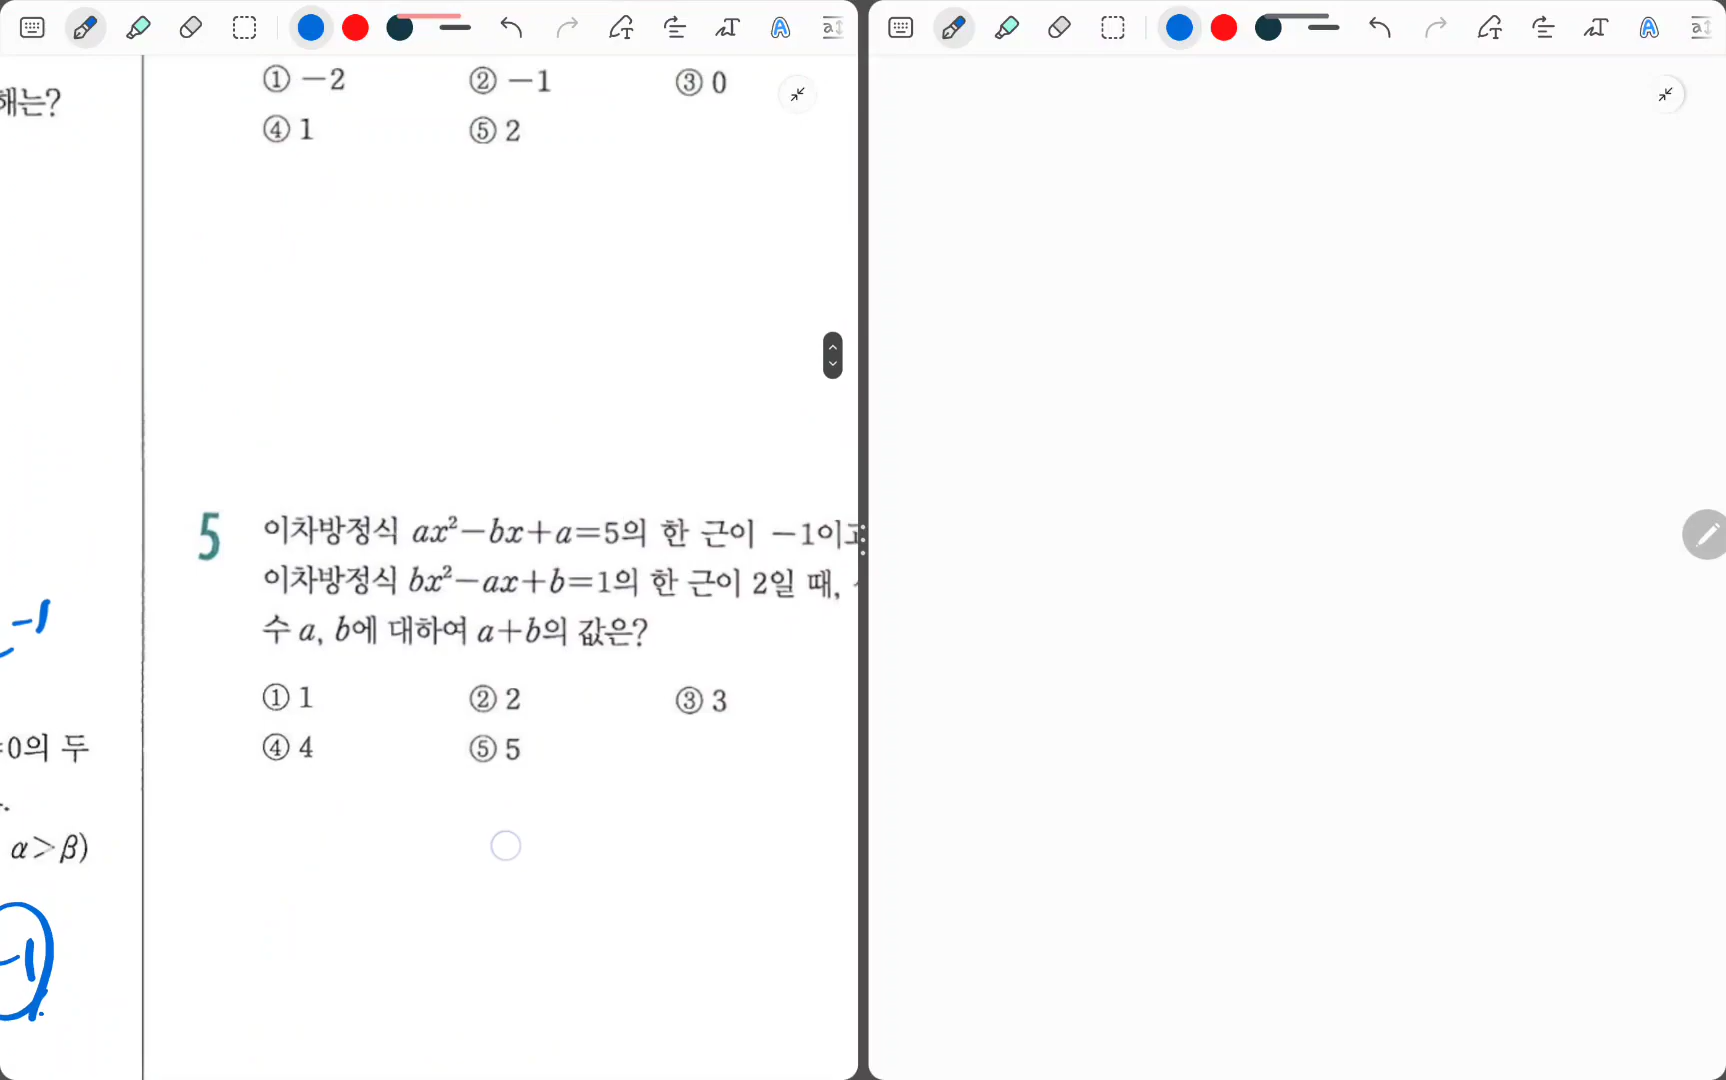 해는?
① −2 ② −1 ③ 0
④ 1 ⑤ 2
5 이차방정식 ax²−bx+a=5의 한 근이 −1이고
이차방정식 bx²−ax+b=1의 한 근이 2일 때,
수 a, b에 대하여 a+b의 값은?
① 1 ② 2 ③ 3
④ 4 ⑤ 5
-1
=0의 두
α>β)
-1